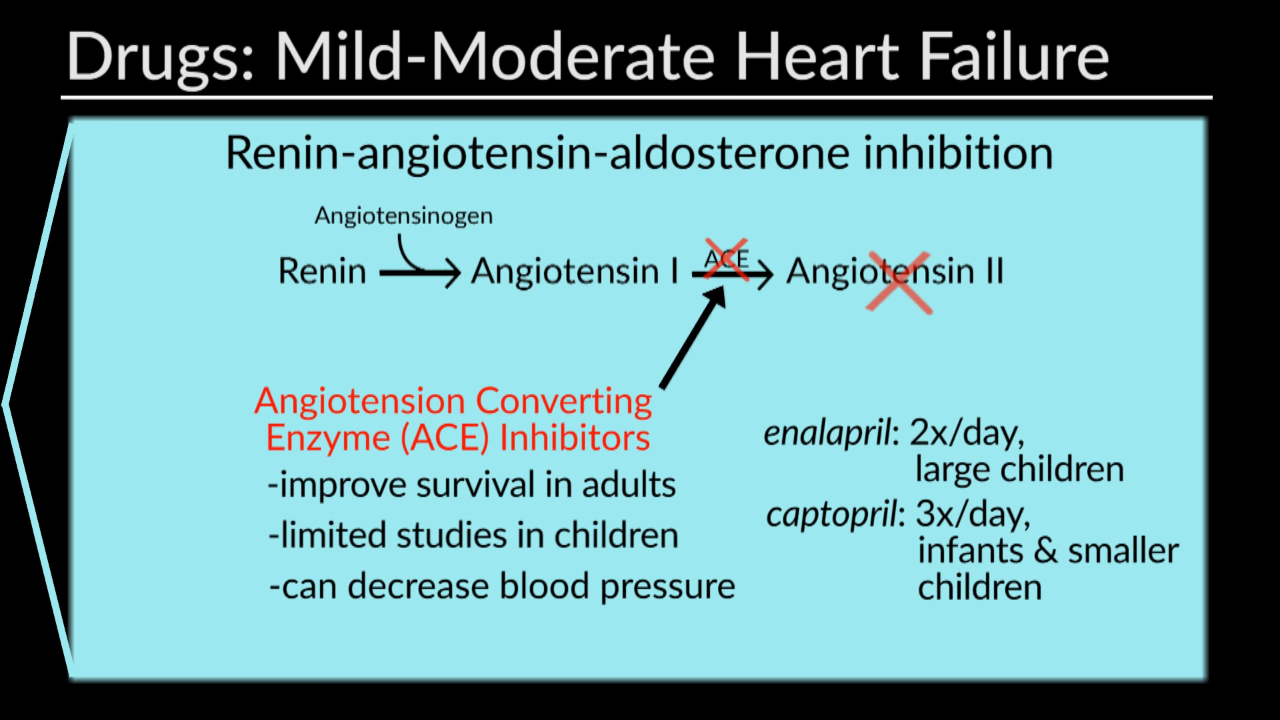 Drugs: Mild-Moderate Heart Failure
Renin-angiotensin-aldosterone inhibition
Angiotensinogen
Renin Angiotensin I ACE Angiotensin II
Angiotension Converting
Enzyme (ACE) Inhibitors
-improve survival in adults
-limited studies in children
-can decrease blood pressure
enalapril: 2x/day,
large children
captopril: 3x/day,
infants & smaller
children